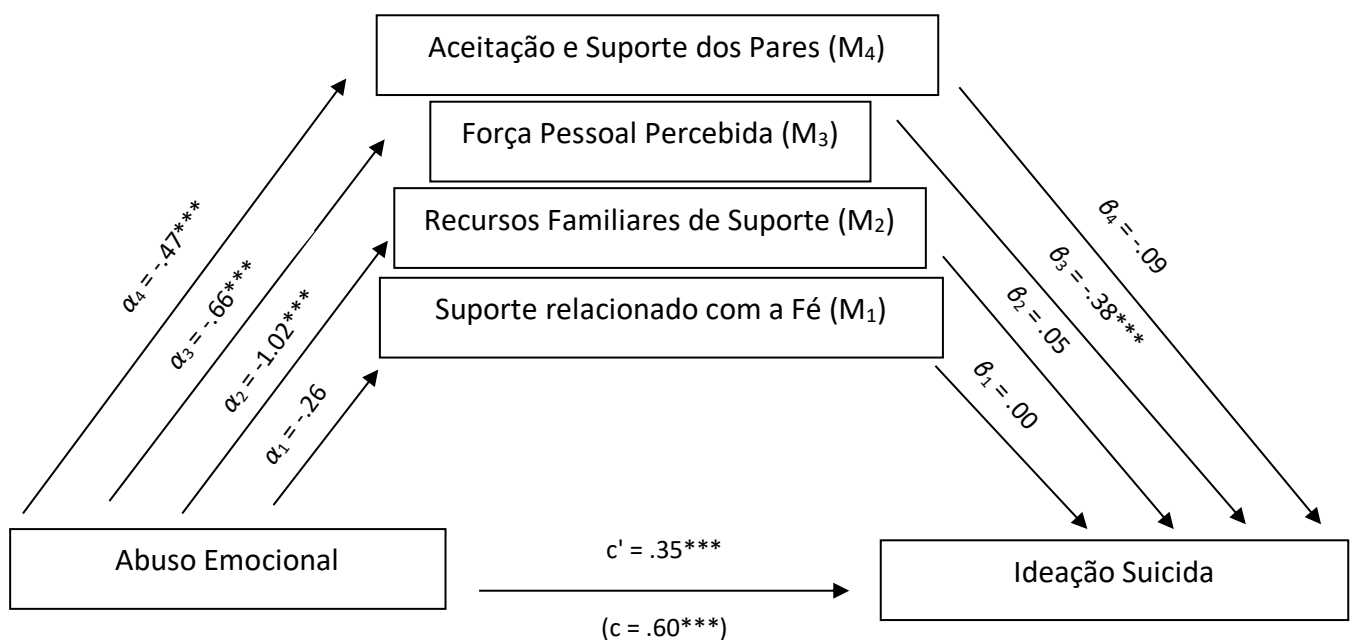 Aceitação e Suporte dos Pares (M₄)
Força Pessoal Percebida (M₃)
Recursos Familiares de Suporte (M₂)
Suporte relacionado com a Fé (M₁)
α₄ = -.47***
α₃ = -.66***
α₂ = -1.02***
α₁ = -.26
β₄ = -.09
β₃ = -.38***
β₂ = .05
β₁ = .00
Abuso Emocional
c' = .35***
(c = .60***)
Ideação Suicida